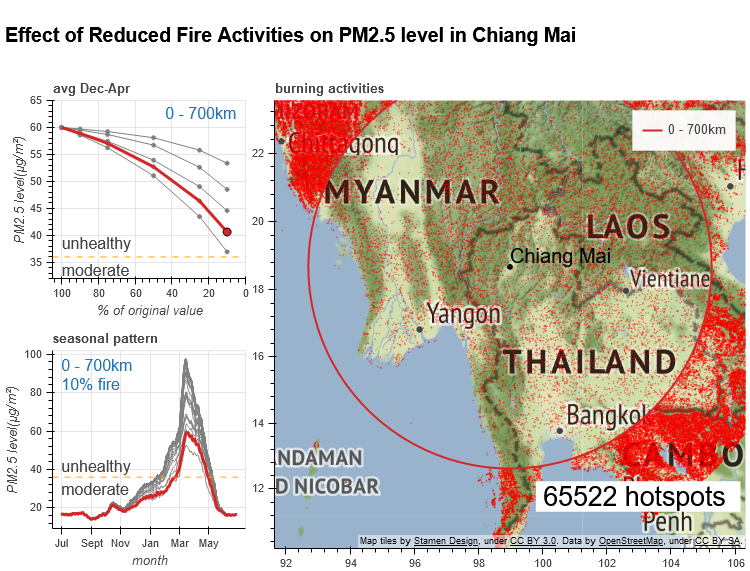 Effect of Reduced Fire Activities on PM2.5 level in Chiang Mai
avg Dec-Apr
0 - 700km
65
60
55
50
45
40
35
PM2.5 level(µg/m³)
unhealthy
moderate
100
80
60
40
20
0
% of original value
seasonal pattern
0 - 700km
10% fire
100
80
60
40
20
PM2.5 level(µg/m³)
unhealthy
moderate
Jul
Sept
Nov
Jan
Mar
May
month
burning activities
0 - 700km
Chittagong
MYANMAR
LAOS
Chiang Mai
Vientiane
Yangon
THAILAND
Bangkok
CAMBO
NDAMAN
D NICOBAR
65522 hotspots
Penh
Map tiles by Stamen Design, under CC BY 3.0. Data by OpenStreetMap, under CC BY SA.
22
20
18
16
14
12
92
94
96
98
100
102
104
106